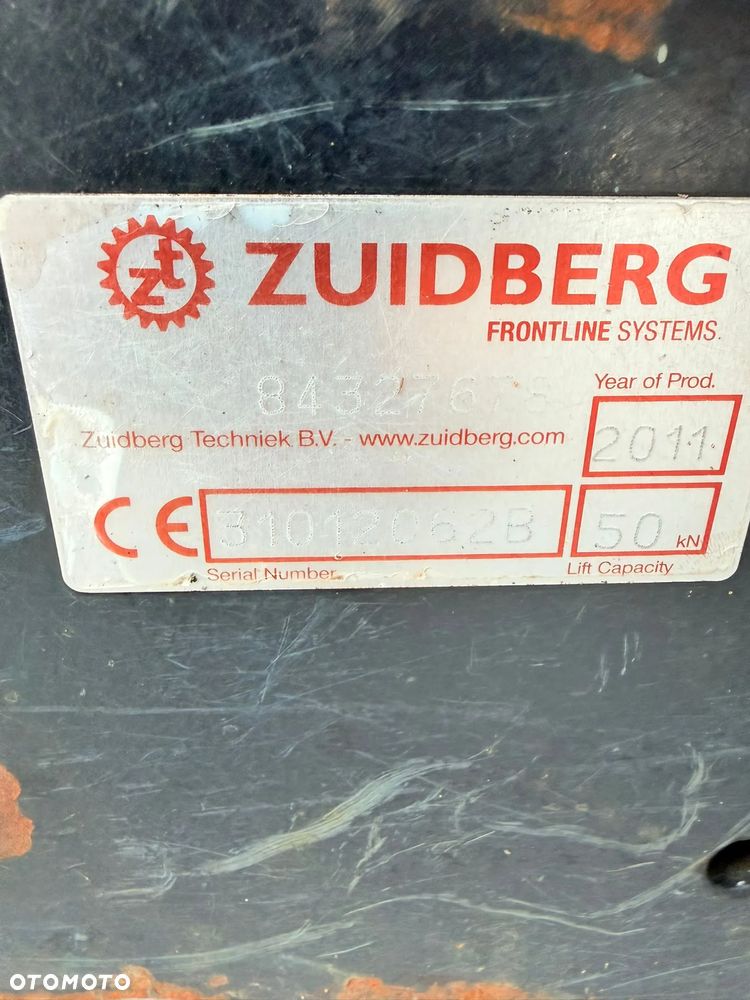 zt ZUIDBERG
FRONTLINE SYSTEMS.
Year of Prod.
2011
Zuidberg Techniek B.V. - www.zuidberg.com
CE 31012062B 50 kN
Serial Number Lift Capacity
OTOMOTO